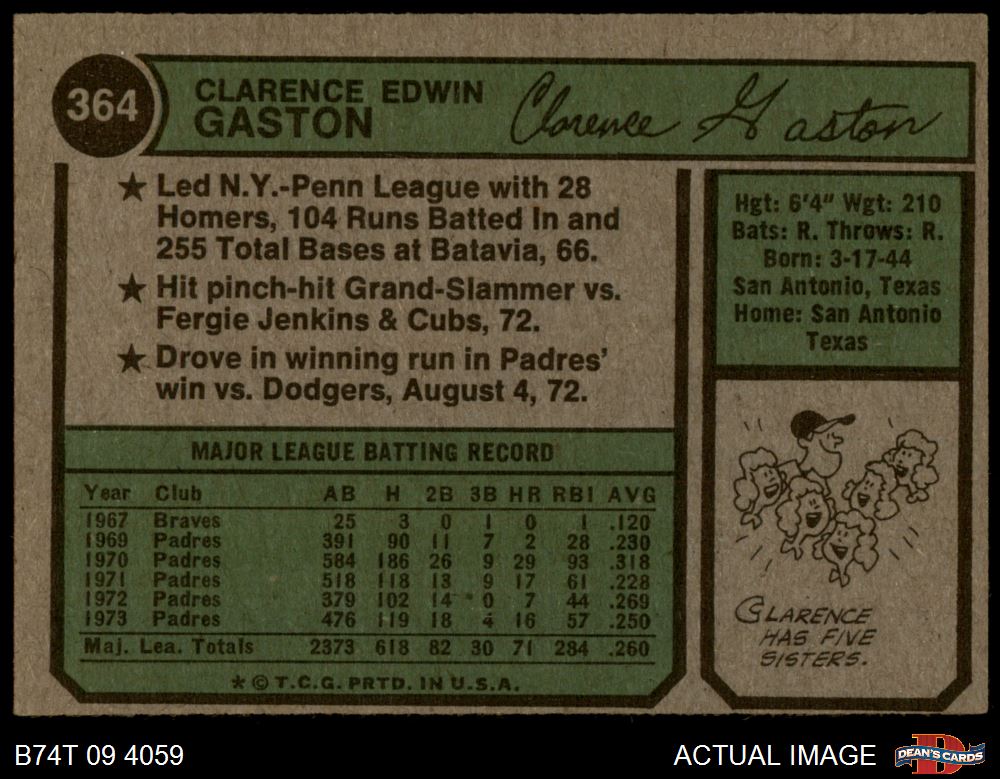 364
CLARENCE EDWIN
GASTON
Clarence Gaston
★ Led N.Y.-Penn League with 28
Homers, 104 Runs Batted In and
255 Total Bases at Batavia, 66.
★ Hit pinch-hit Grand-Slammer vs.
Fergie Jenkins & Cubs, 72.
★ Drove in winning run in Padres'
win vs. Dodgers, August 4, 72.
Hgt: 6'4" Wgt: 210
Bats: R. Throws: R.
Born: 3-17-44
San Antonio, Texas
Home: San Antonio
Texas
MAJOR LEAGUE BATTING RECORD
Year Club AB H 2B 3B HR RBI AVG
1967 Braves 25 3 0 1 0 1 .120
1969 Padres 391 90 11 7 2 28 .230
1970 Padres 584 186 26 9 29 93 .318
1971 Padres 518 118 13 9 17 61 .228
1972 Padres 379 102 14 0 7 44 .269
1973 Padres 476 119 18 4 16 57 .250
Maj. Lea. Totals 2373 618 82 30 71 284 .260
* © T.C.G. PRTD. IN U.S.A.
CLARENCE
HAS FIVE
SISTERS.
B74T 09 4059
ACTUAL IMAGE
DEAN'S CARDS